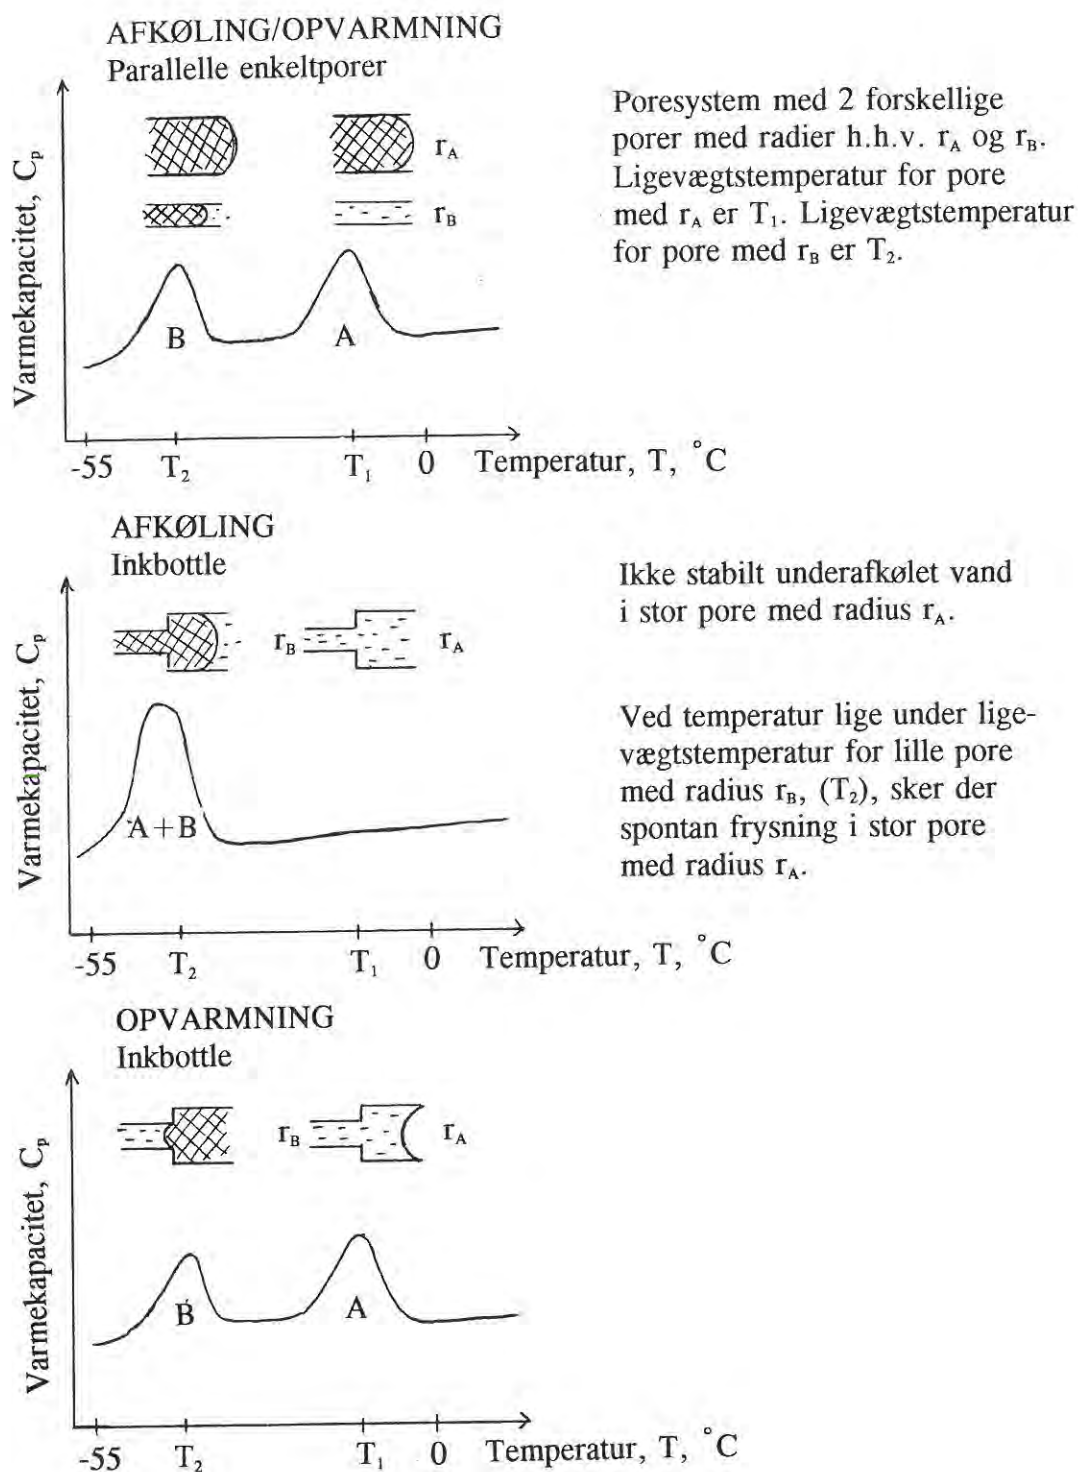 AFKØLING/OPVARMNING
Parallelle enkeltporer
Varmekapacitet, Cp
rA
rB
B
A
-55
T2
T1
0
Temperatur, T, °C
Poresystem med 2 forskellige
porer med radier h.h.v. rA og rB.
Ligevægtstemperatur for pore
med rA er T1. Ligevægtstemperatur
for pore med rB er T2.
AFKØLING
Inkbottle
Varmekapacitet, Cp
rB
rA
A+B
-55
T2
T1
0
Temperatur, T, °C
Ikke stabilt underafkølet vand
i stor pore med radius rA.
Ved temperatur lige under lige-
vægtstemperatur for lille pore
med radius rB, (T2), sker der
spontan frysning i stor pore
med radius rA.
OPVARMNING
Inkbottle
Varmekapacitet, Cp
rB
rA
B
A
-55
T2
T1
0
Temperatur, T, °C